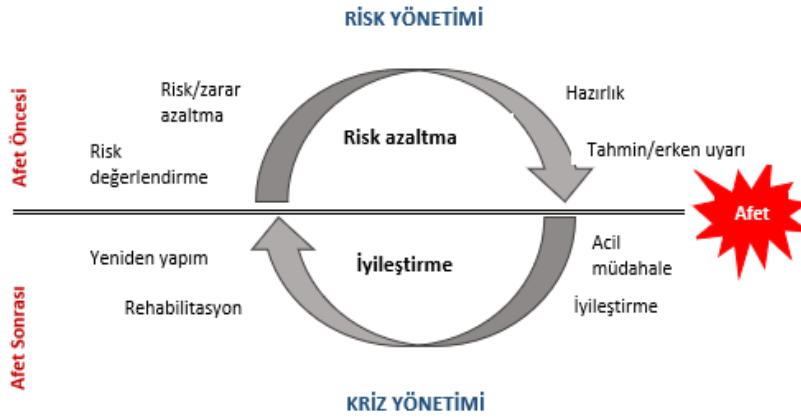 RİSK YÖNETİMİ
Afet Öncesi
Risk/zarar
azaltma
Hazırlık
Risk azaltma
Risk
değerlendirme
Tahmin/erken uyarı
Afet
Afet Sonrası
Yeniden yapım
İyileştirme
Acil
müdahale
Rehabilitasyon
İyileştirme
KRİZ YÖNETİMİ